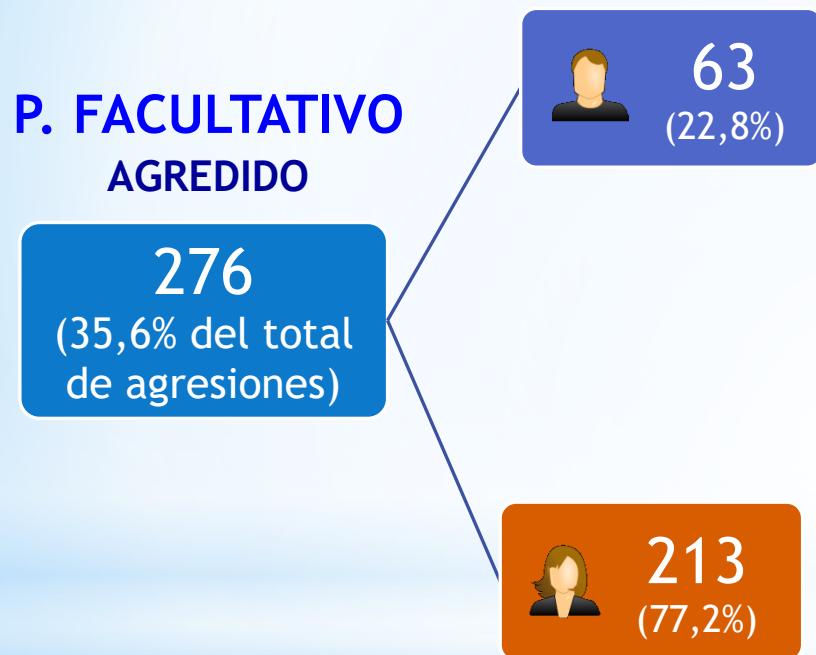 P. FACULTATIVO
AGREDIDO
276
(35,6% del total
de agresiones)
63
(22,8%)
213
(77,2%)